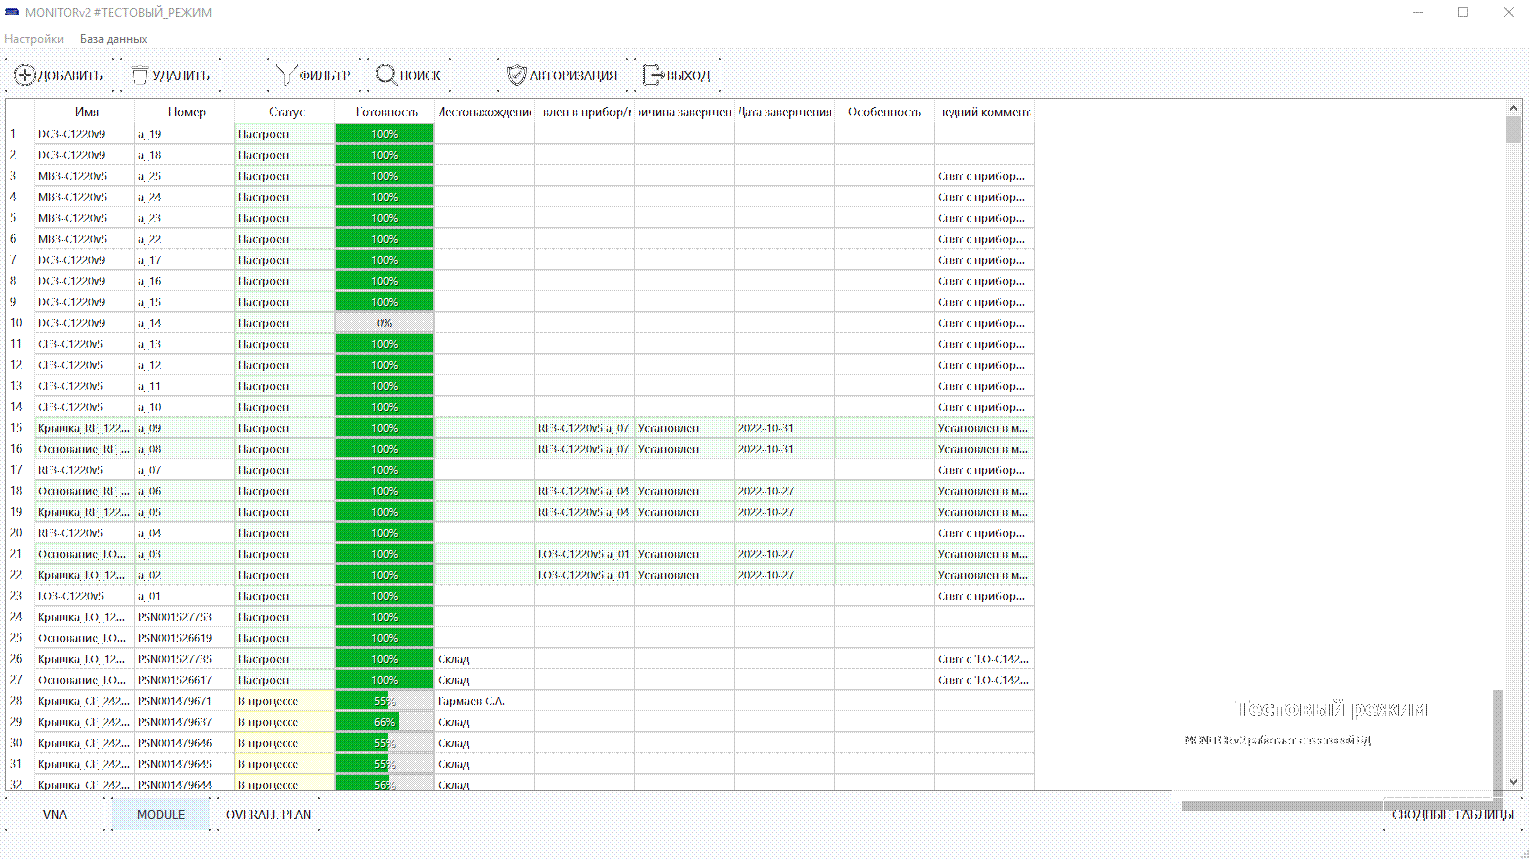 MONITORv2 #ТЕСТОВЫЙ_РЕЖИМ
Настройки База данных
ДОБАВИТЬ УДАЛИТЬ ФИЛЬТР ПОИСК АВТОРИЗАЦИЯ ВЫХОД
Имя Номер Статус Готовность Местонахождение влен в прибор/м ричина завершен Дата завершения Особенность недний коммент
1 DC3-C1220v9 a_19 Настроен 100%
2 DC3-C1220v9 a_18 Настроен 100%
3 MB3-C1220v5 a_25 Настроен 100% Снят с прибор...
4 MB3-C1220v5 a_24 Настроен 100% Снят с прибор...
5 MB3-C1220v5 a_23 Настроен 100% Снят с прибор...
6 MB3-C1220v5 a_22 Настроен 100% Снят с прибор...
7 DC3-C1220v9 a_17 Настроен 100% Снят с прибор...
8 DC3-C1220v9 a_16 Настроен 100% Снят с прибор...
9 DC3-C1220v9 a_15 Настроен 100% Снят с прибор...
10 DC3-C1220v9 a_14 Настроен 0% Снят с прибор...
11 CF3-C1220v5 a_13 Настроен 100% Снят с прибор...
12 CF3-C1220v5 a_12 Настроен 100% Снят с прибор...
13 CF3-C1220v5 a_11 Настроен 100% Снят с прибор...
14 CF3-C1220v5 a_10 Настроен 100% Снят с прибор...
15 Крышка_RF_122... a_09 Настроен 100% RF3-C1220v5 a_07 Установлен 2022-10-31 Установлен в м...
16 Основание_RF_... a_08 Настроен 100% RF3-C1220v5 a_07 Установлен 2022-10-31 Установлен в м...
17 RF3-C1220v5 a_07 Настроен 100% Снят с прибор...
18 Основание_RF_... a_06 Настроен 100% RF3-C1220v5 a_04 Установлен 2022-10-27 Установлен в м...
19 Крышка_RF_122... a_05 Настроен 100% RF3-C1220v5 a_04 Установлен 2022-10-27 Установлен в м...
20 RF3-C1220v5 a_04 Настроен 100% Снят с прибор...
21 Основание_LO... a_03 Настроен 100% LO3-C1220v5 a_01 Установлен 2022-10-27 Установлен в м...
22 Крышка_LO_12... a_02 Настроен 100% LO3-C1220v5 a_01 Установлен 2022-10-27 Установлен в м...
23 LO3-C1220v5 a_01 Настроен 100% Снят с прибор...
24 Крышка_LO_12... PSN001527753 Настроен 100%
25 Основание_LO... PSN001526619 Настроен 100%
26 Крышка_LO_12... PSN001527735 Настроен 100% Склад Снят с 'LO-C142...
27 Основание_LO... PSN001526617 Настроен 100% Склад Снят с 'LO-C142...
28 Крышка_CF_242... PSN001479671 В процессе 55% Гармаев С.А.
29 Крышка_CF_242... PSN001479637 В процессе 66% Склад
30 Крышка_CF_242... PSN001479646 В процессе 55% Склад
31 Крышка_CF_242... PSN001479645 В процессе 55% Склад
32 Крышка_CF_242... PSN001479644 В процессе 56% Склад
Тестовый режим
MONITORv2 работает с тестовой БД
VNA MODULE OVERALL PLAN СВОДНЫЕ ТАБЛИЦЫ